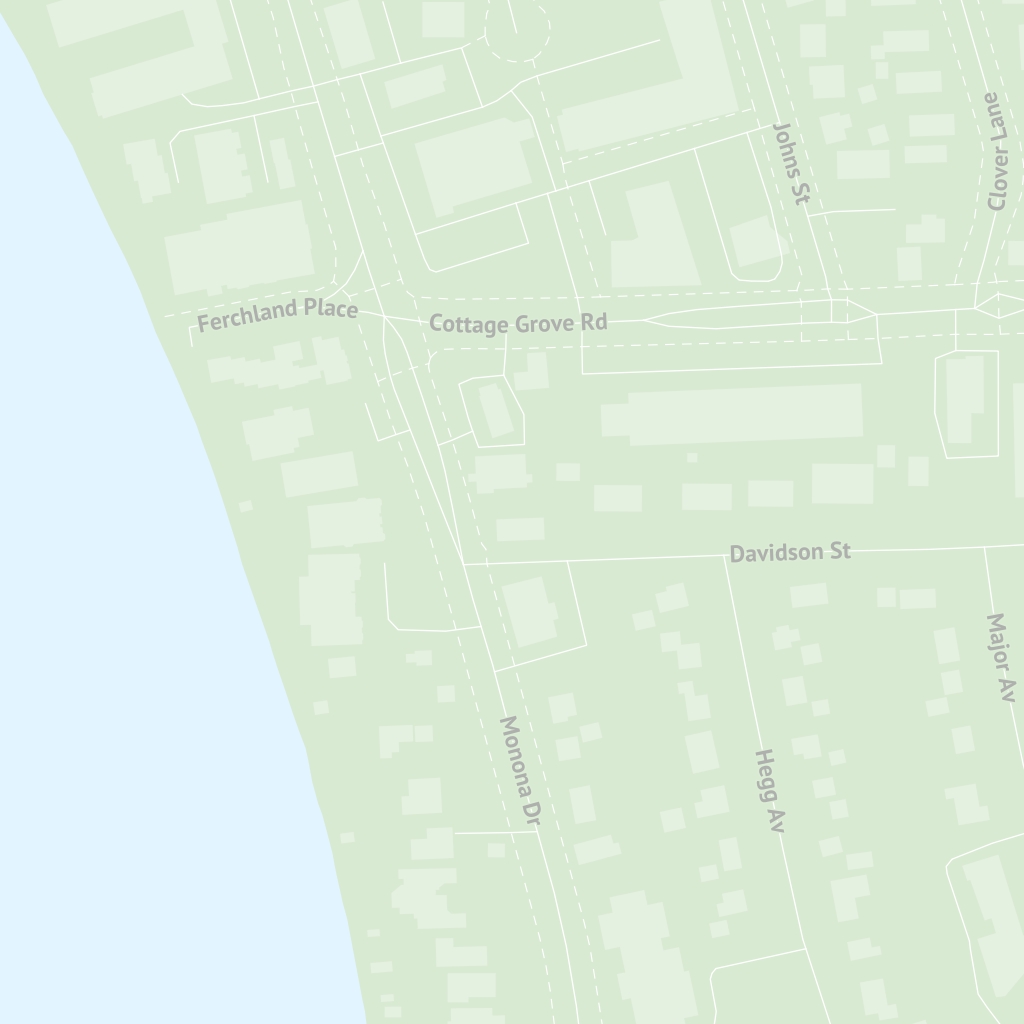 Clover Lane
Johns St
Ferchland Place
Cottage Grove Rd
Davidson St
Major Av
Monona Dr
Hegg Av